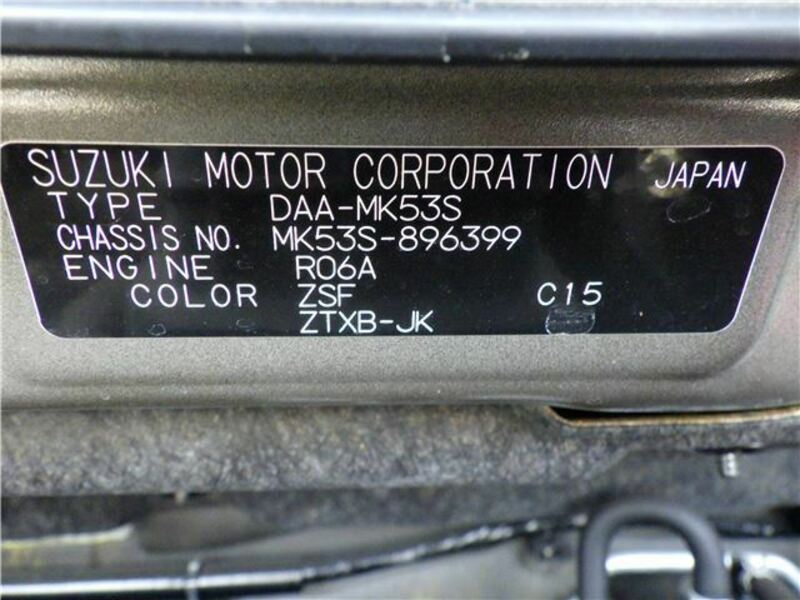 SUZUKI MOTOR CORPORATION JAPAN
TYPE DAA-MK53S
CHASSIS NO. MK53S-896399
ENGINE R06A
COLOR ZSF C15
ZTXB-JK